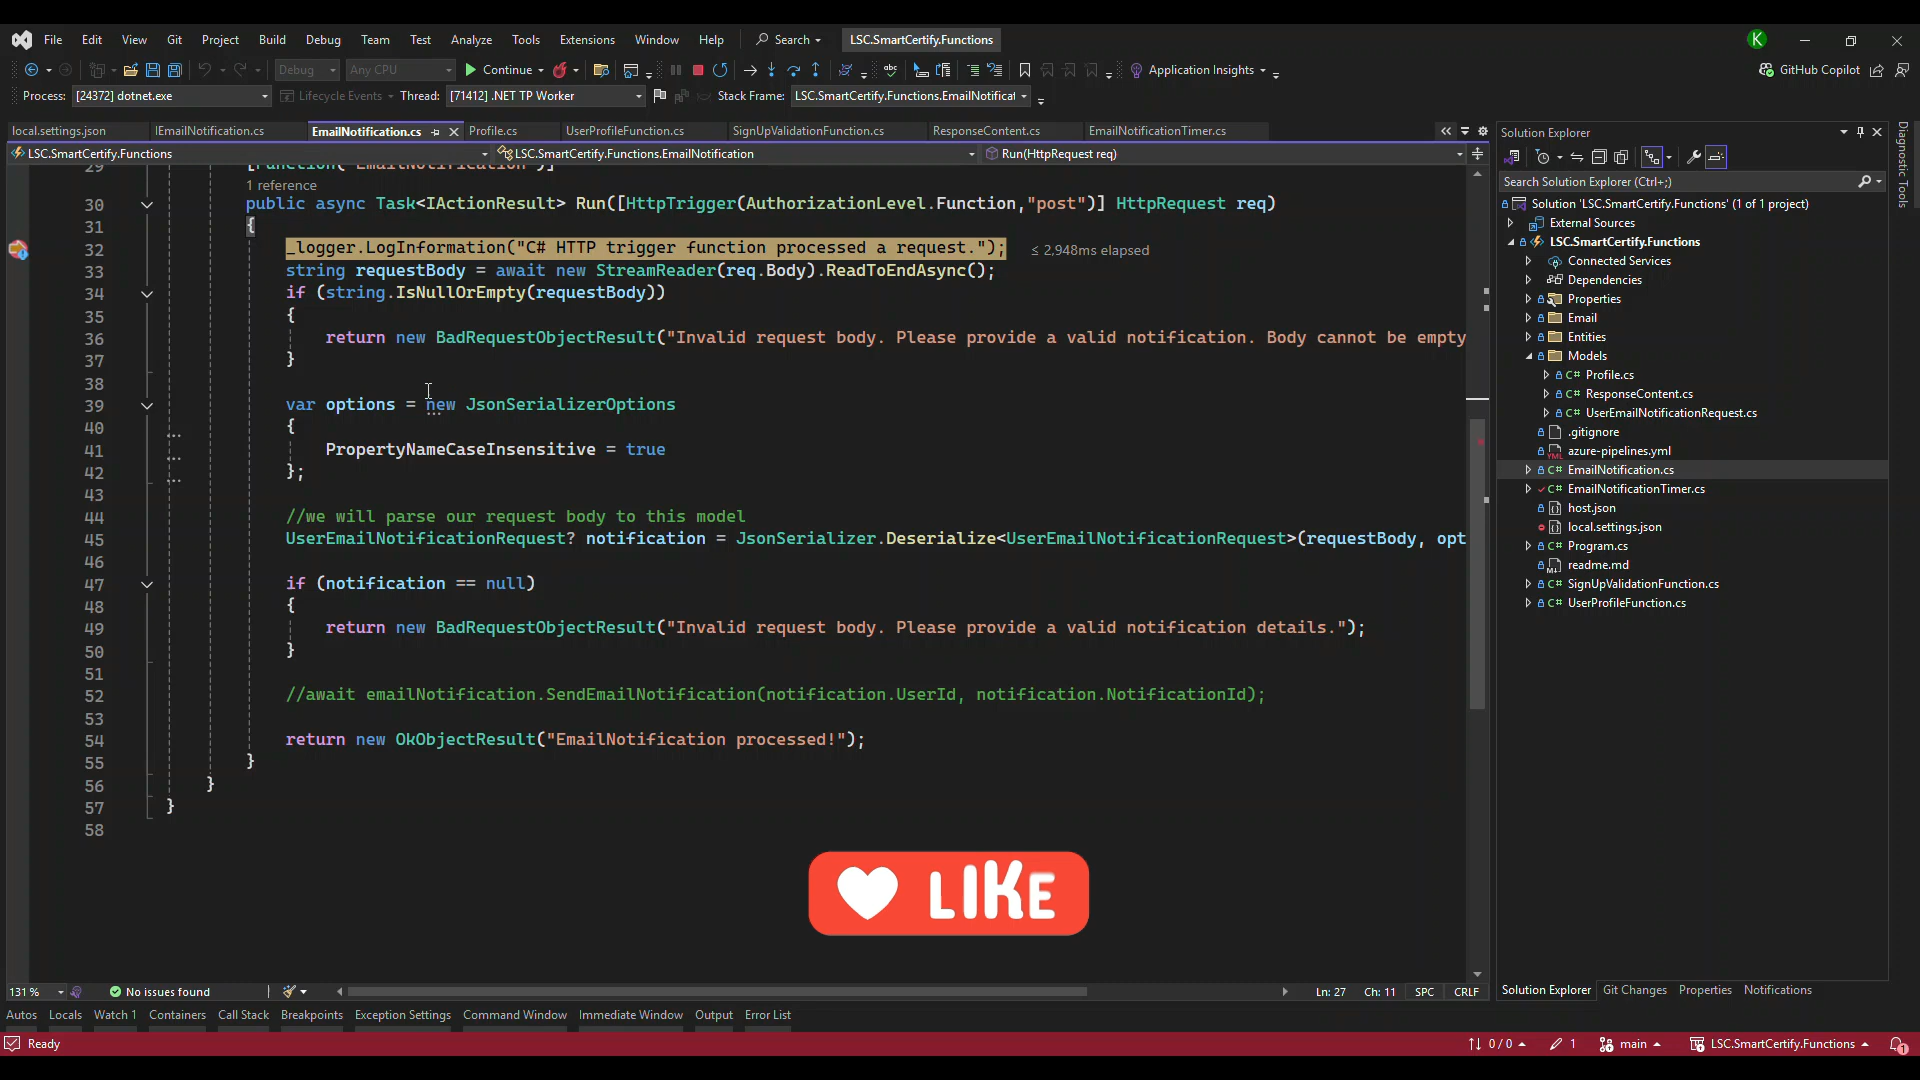 File Edit View Git Project Build Debug Team Test Analyze Tools Extensions Window Help Search LSC.SmartCertify.Functions K
Debug Any CPU Continue Application Insights GitHub Copilot
Process: [24372] dotnet.exe Lifecycle Events Thread: [71412] .NET TP Worker Stack Frame: LSC.SmartCertify.Functions.EmailNotificat
local.settings.json IEmailNotification.cs EmailNotification.cs Profile.cs UserProfileFunction.cs SignUpValidationFunction.cs ResponseContent.cs EmailNotificationTimer.cs
LSC.SmartCertify.Functions LSC.SmartCertify.Functions.EmailNotification Run(HttpRequest req)
29 [Function("EmailNotification")]
1 reference
30 public async Task<IActionResult> Run([HttpTrigger(AuthorizationLevel.Function,"post")] HttpRequest req)
31 {
32 _logger.LogInformation("C# HTTP trigger function processed a request."); ≤ 2,948ms elapsed
33 string requestBody = await new StreamReader(req.Body).ReadToEndAsync();
34 if (string.IsNullOrEmpty(requestBody))
35 {
36 return new BadRequestObjectResult("Invalid request body. Please provide a valid notification. Body cannot be empty
37 }
38
39 var options = new JsonSerializerOptions
40 {
41 PropertyNameCaseInsensitive = true
42 };
43
44 //we will parse our request body to this model
45 UserEmailNotificationRequest? notification = JsonSerializer.Deserialize<UserEmailNotificationRequest>(requestBody, opt
46
47 if (notification == null)
48 {
49 return new BadRequestObjectResult("Invalid request body. Please provide a valid notification details.");
50 }
51
52 //await emailNotification.SendEmailNotification(notification.UserId, notification.NotificationId);
53
54 return new OkObjectResult("EmailNotification processed!");
55 }
56 }
57 }
58
LIKE
131 % No issues found Ln: 27 Ch: 11 SPC CRLF
Autos Locals Watch 1 Containers Call Stack Breakpoints Exception Settings Command Window Immediate Window Output Error List
Ready 0 / 0 1 main LSC.SmartCertify.Functions 1
Solution Explorer
Search Solution Explorer (Ctrl+;)
Solution 'LSC.SmartCertify.Functions' (1 of 1 project)
External Sources
LSC.SmartCertify.Functions
Connected Services
Dependencies
Properties
Email
Entities
Models
C# Profile.cs
C# ResponseContent.cs
C# UserEmailNotificationRequest.cs
.gitignore
YML azure-pipelines.yml
C# EmailNotification.cs
C# EmailNotificationTimer.cs
host.json
local.settings.json
C# Program.cs
readme.md
C# SignUpValidationFunction.cs
C# UserProfileFunction.cs
Solution Explorer Git Changes Properties Notifications
Diagnostic Tools